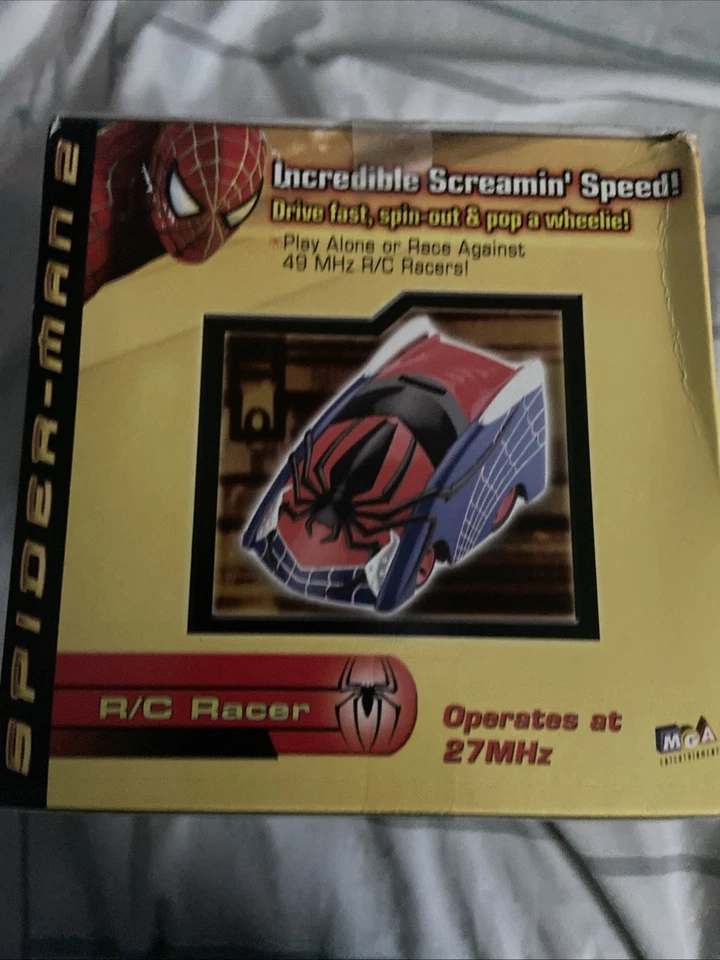 SPIDER-MAN 2
Incredible Screamin' Speed!
Drive fast, spin-out & pop a wheelie!
Play Alone or Race Against
49 MHz R/C Racers!
R/C Racer
Operates at
27MHz
MGA
ENTERTAINMENT